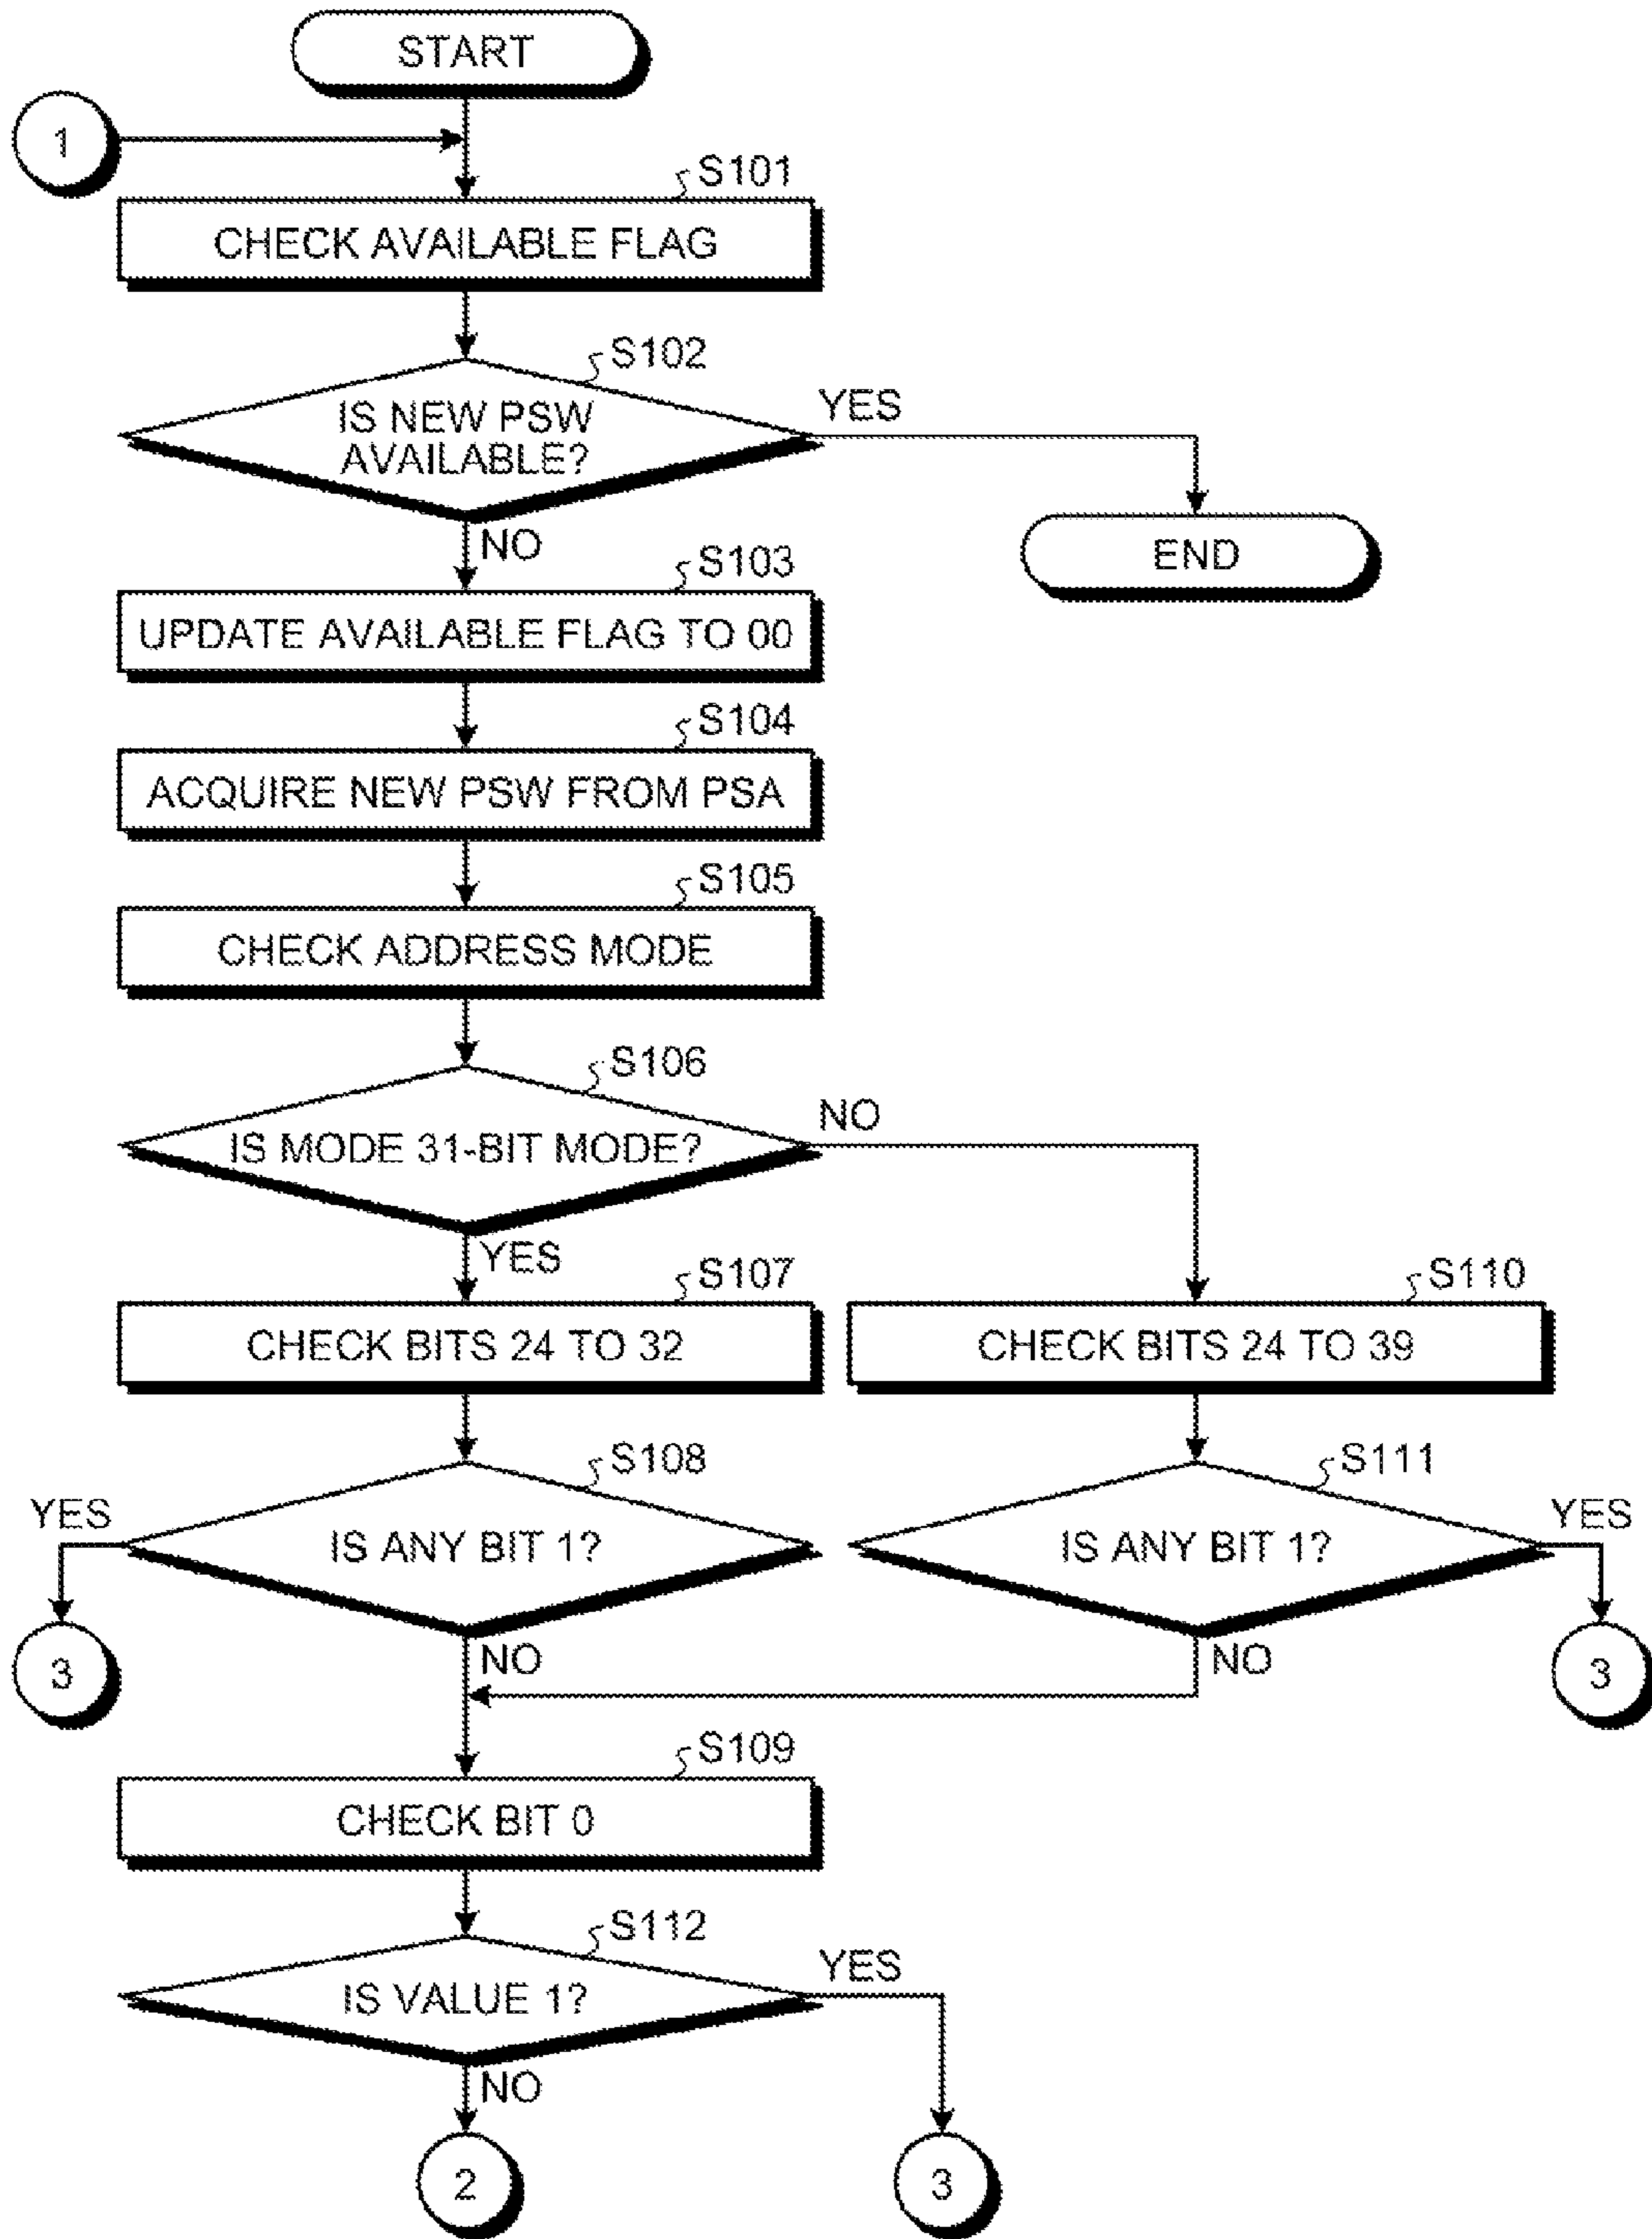 START
1
S101
CHECK AVAILABLE FLAG
S102
IS NEW PSW
AVAILABLE?
YES
NO
END
S103
UPDATE AVAILABLE FLAG TO 00
S104
ACQUIRE NEW PSW FROM PSA
S105
CHECK ADDRESS MODE
S106
IS MODE 31-BIT MODE?
NO
YES
S107
CHECK BITS 24 TO 32
S110
CHECK BITS 24 TO 39
S108
YES
IS ANY BIT 1?
S111
IS ANY BIT 1?
YES
3
NO
NO
3
S109
CHECK BIT 0
S112
IS VALUE 1?
YES
NO
2
3